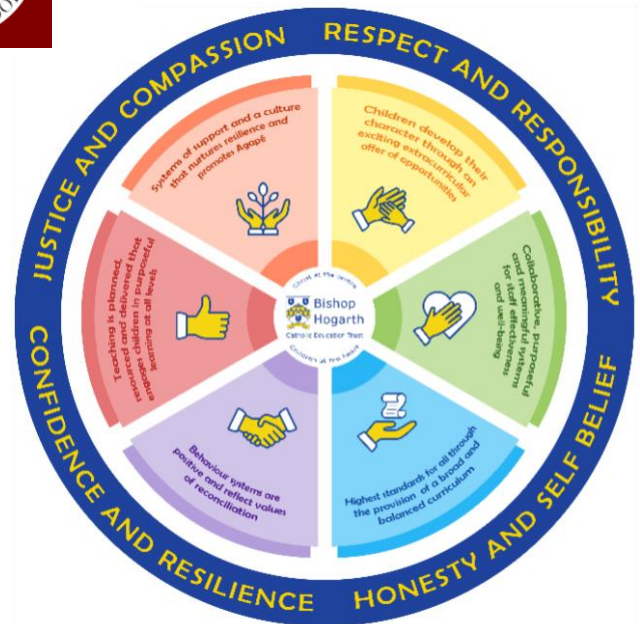 JUSTICE AND COMPASSION
RESPECT AND RESPONSIBILITY
HONESTY AND SELF BELIEF
CONFIDENCE AND RESILIENCE
Systems of support and a culture
that nurtures resilience and
promotes Agapé
Children develop their
character through an
exciting extracurricular
offer of opportunities
Collaborative, purposeful
and meaningful systems
for staff effectiveness
and well-being
Highest standards for all through
the provision of a broad and
balanced curriculum
Behaviour systems are
positive and reflect values
of reconciliation
Teaching is planned,
resourced and delivered that
engages children in purposeful
learning at all levels
Christ at the centre
Bishop
Hogarth
Catholic Education Trust
Children at the heart